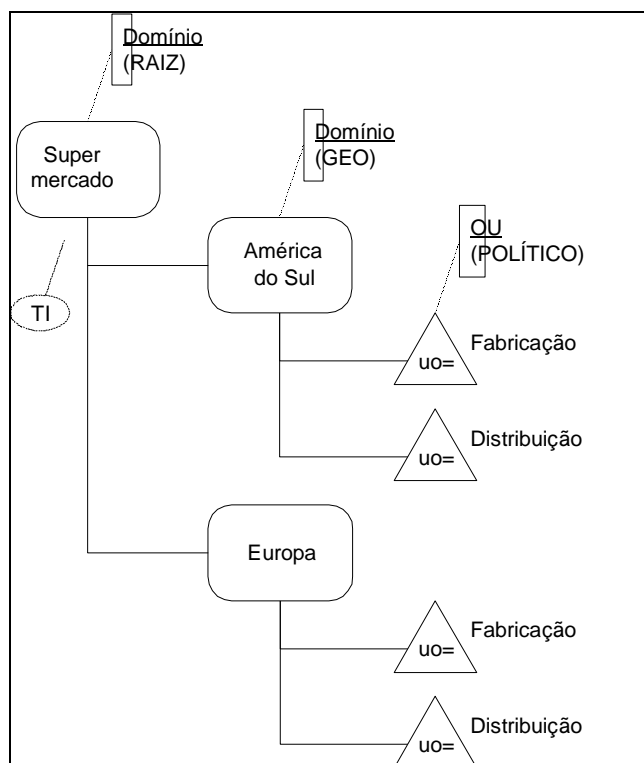 Domínio
(RAIZ)
Super
mercado
Domínio
(GEO)
América
do Sul
OU
(POLÍTICO)
TI
Fabricação
uo=
Distribuição
uo=
Europa
Fabricação
uo=
Distribuição
uo=